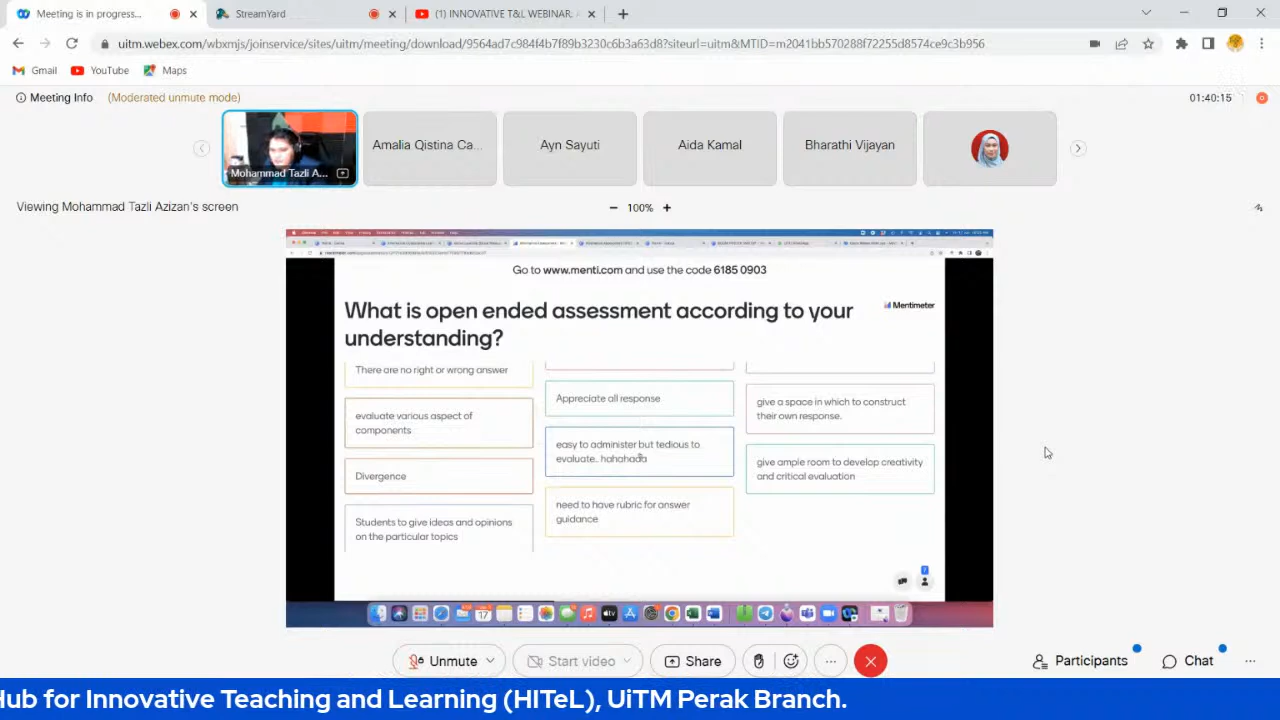 Meeting is in progress...
StreamYard
(1) INNOVATIVE T&L WEBINAR:
uitm.webex.com/wbxmjs/joinservice/sites/uitm/meeting/download/9564ad7c984f4b7f89b3230c6b3a63d8?siteurl=uitm&MTID=m2041bb570288f72255d8574ce9c3b956
Gmail
YouTube
Maps
Meeting Info
(Moderated unmute mode)
01:40:15
Mohammad Tazli A...
Amalia Qistina Ca...
Ayn Sayuti
Aida Kamal
Bharathi Vijayan
Viewing Mohammad Tazli Azizan's screen
100%
Go to www.menti.com and use the code 6185 0903
What is open ended assessment according to your
understanding?
Mentimeter
There are no right or wrong answer
evaluate various aspect of
components
Divergence
Students to give ideas and opinions
on the particular topics
Appreciate all response
easy to administer but tedious to
evaluate.. hahahada
need to have rubric for answer
guidance
give a space in which to construct
their own response.
give ample room to develop creativity
and critical evaluation
Unmute
Start video
Share
Participants
Chat
Hub for Innovative Teaching and Learning (HITeL), UiTM Perak Branch.